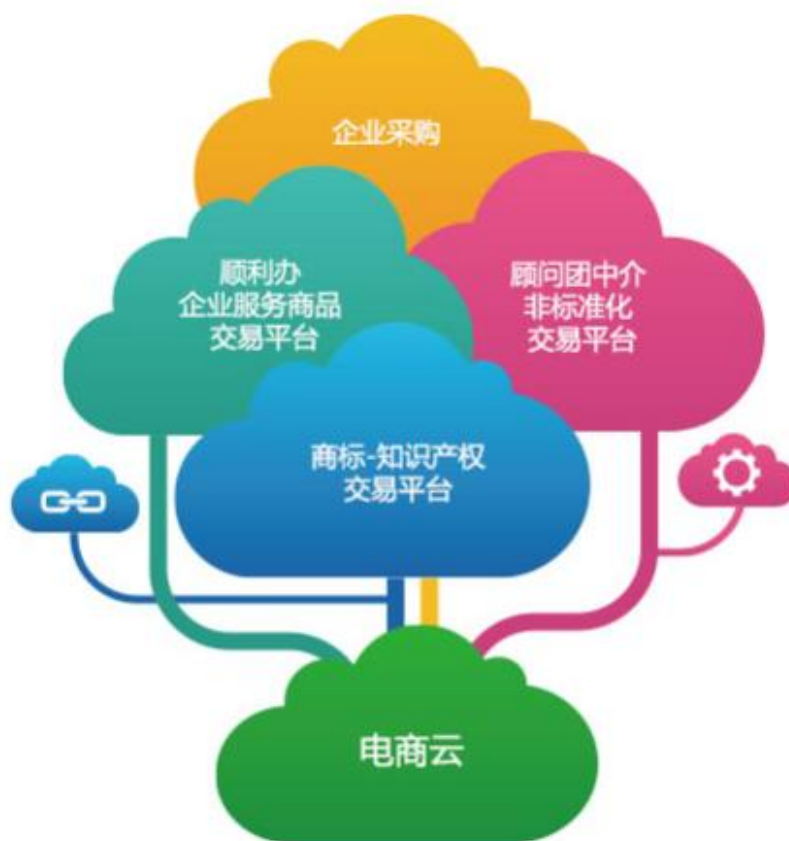 企业采购
顺利办
企业服务商品
交易平台
顾问团中介
非标准化
交易平台
商标-知识产权
交易平台
电商云